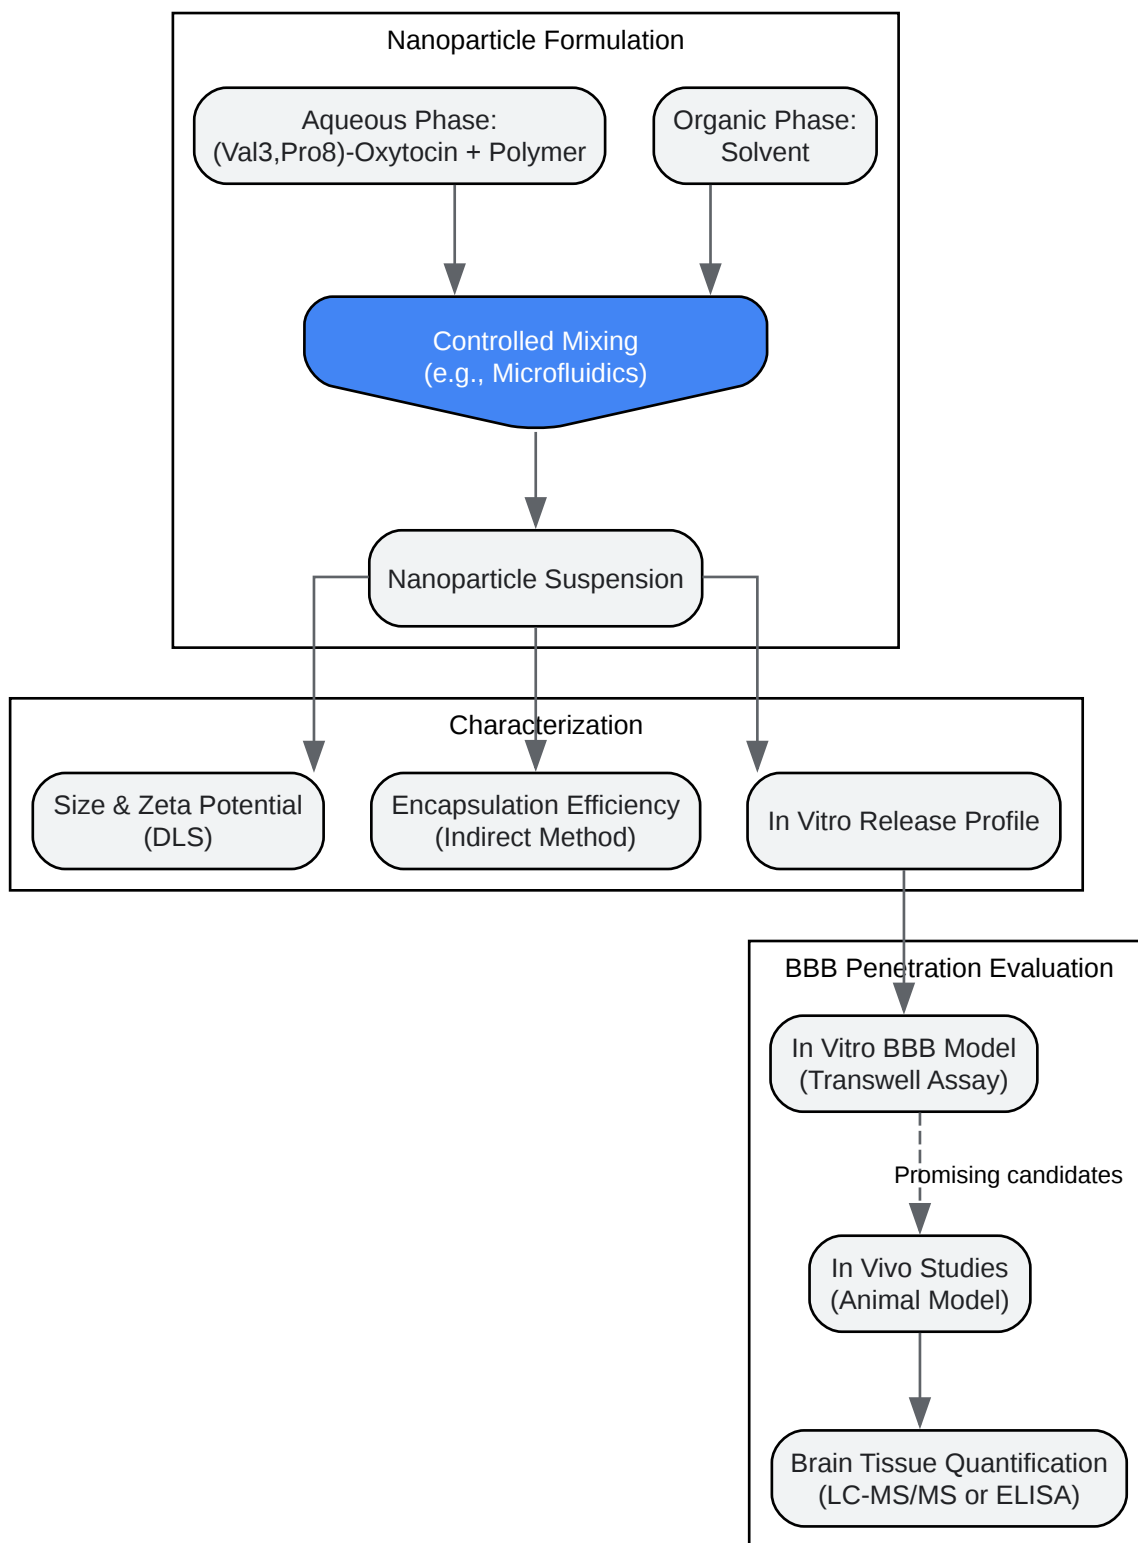 Nanoparticle Formulation
Aqueous Phase:
(Val3,Pro8)-Oxytocin + Polymer
Organic Phase:
Solvent
Controlled Mixing
(e.g., Microfluidics)
Nanoparticle Suspension
Characterization
Size & Zeta Potential
(DLS)
Encapsulation Efficiency
(Indirect Method)
In Vitro Release Profile
BBB Penetration Evaluation
In Vitro BBB Model
(Transwell Assay)
Promising candidates
In Vivo Studies
(Animal Model)
Brain Tissue Quantification
(LC-MS/MS or ELISA)